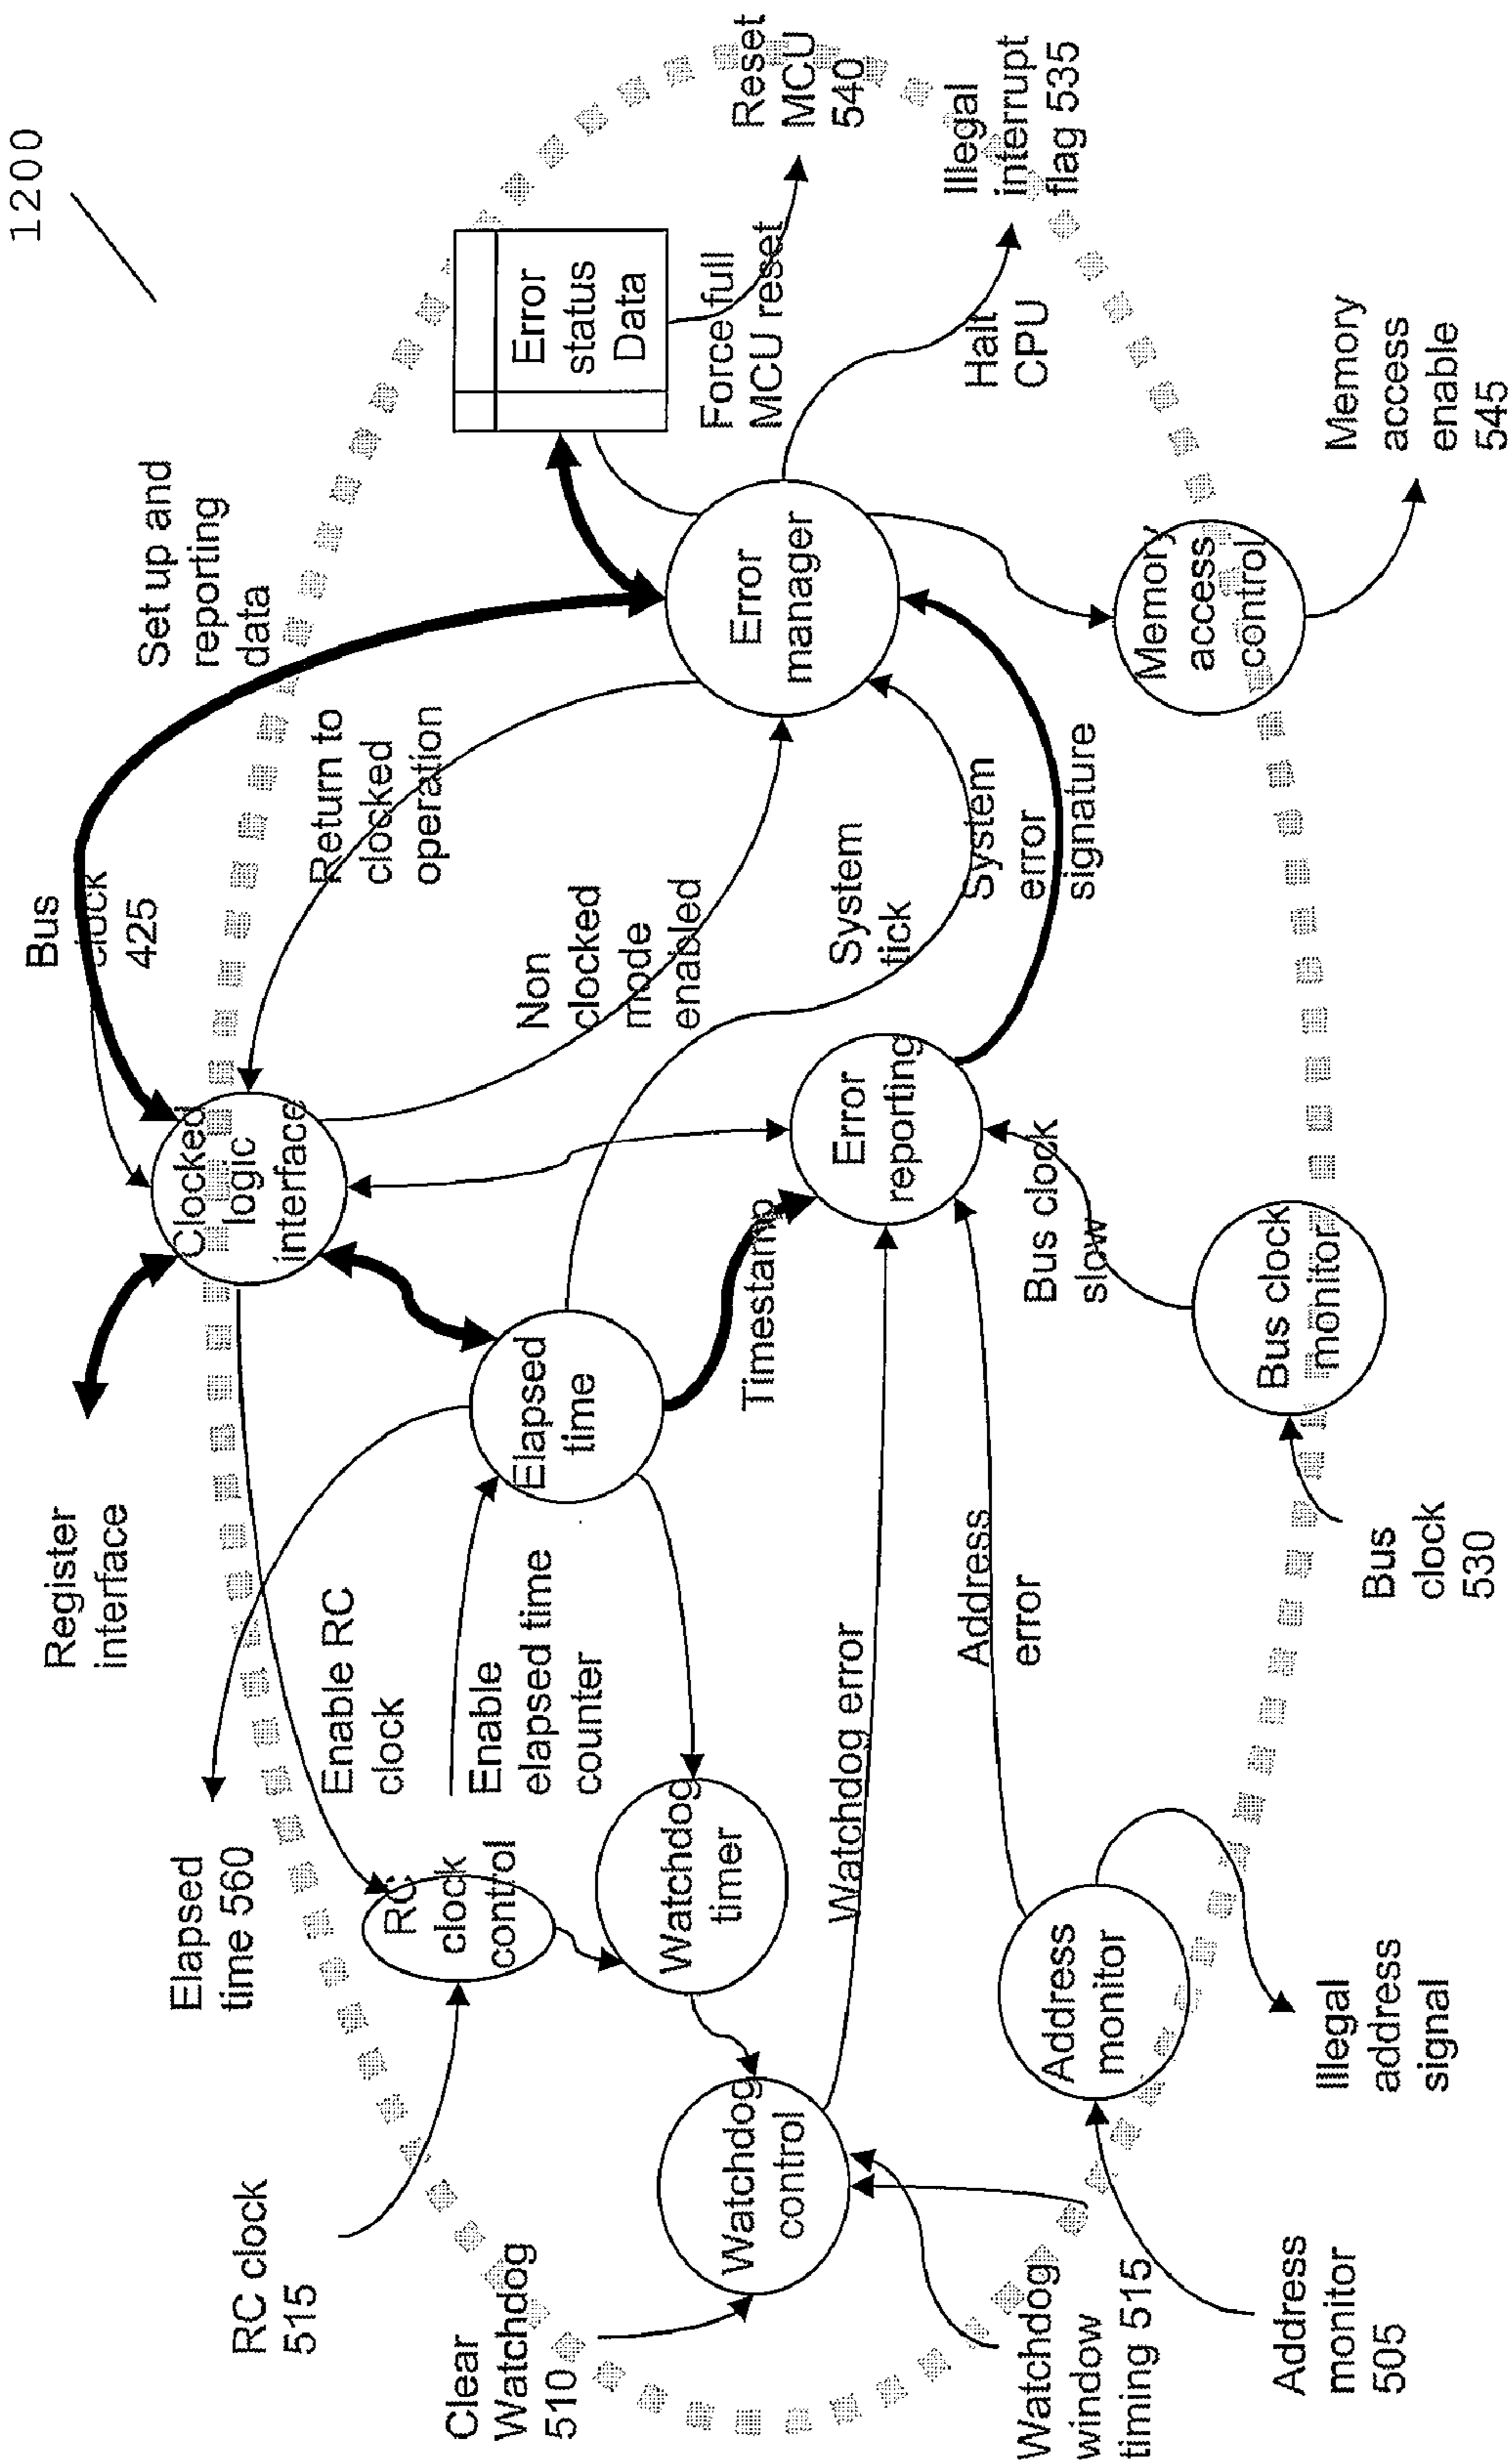 1200
Register
interface
Bus
clock
425
Set up and
reporting
data
Elapsed
time 560
Clocked
logic
interface
Return to
clocked
operation
RC clock
515
Enable RC
clock
RC
clock
control
Enable
elapsed time
counter
Elapsed
time
Non
clocked
mode
enabled
Error
status
Data
Clear
Watchdog
510
Watchdog
timer
Timestamp
Watchdog
control
Watchdog error
Error
reporting
System
tick
Error
manager
Force full
MCU reset
Reset
MCU
540
System
error
signature
Halt
CPU
Illegal
interrupt
flag 535
Watchdog
window
timing 515
Address
monitor
Address
error
Bus clock
slow
Memory
access
control
Address
monitor
505
Illegal
address
signal
Bus clock
monitor
Bus
clock
530
Memory
access
enable
545